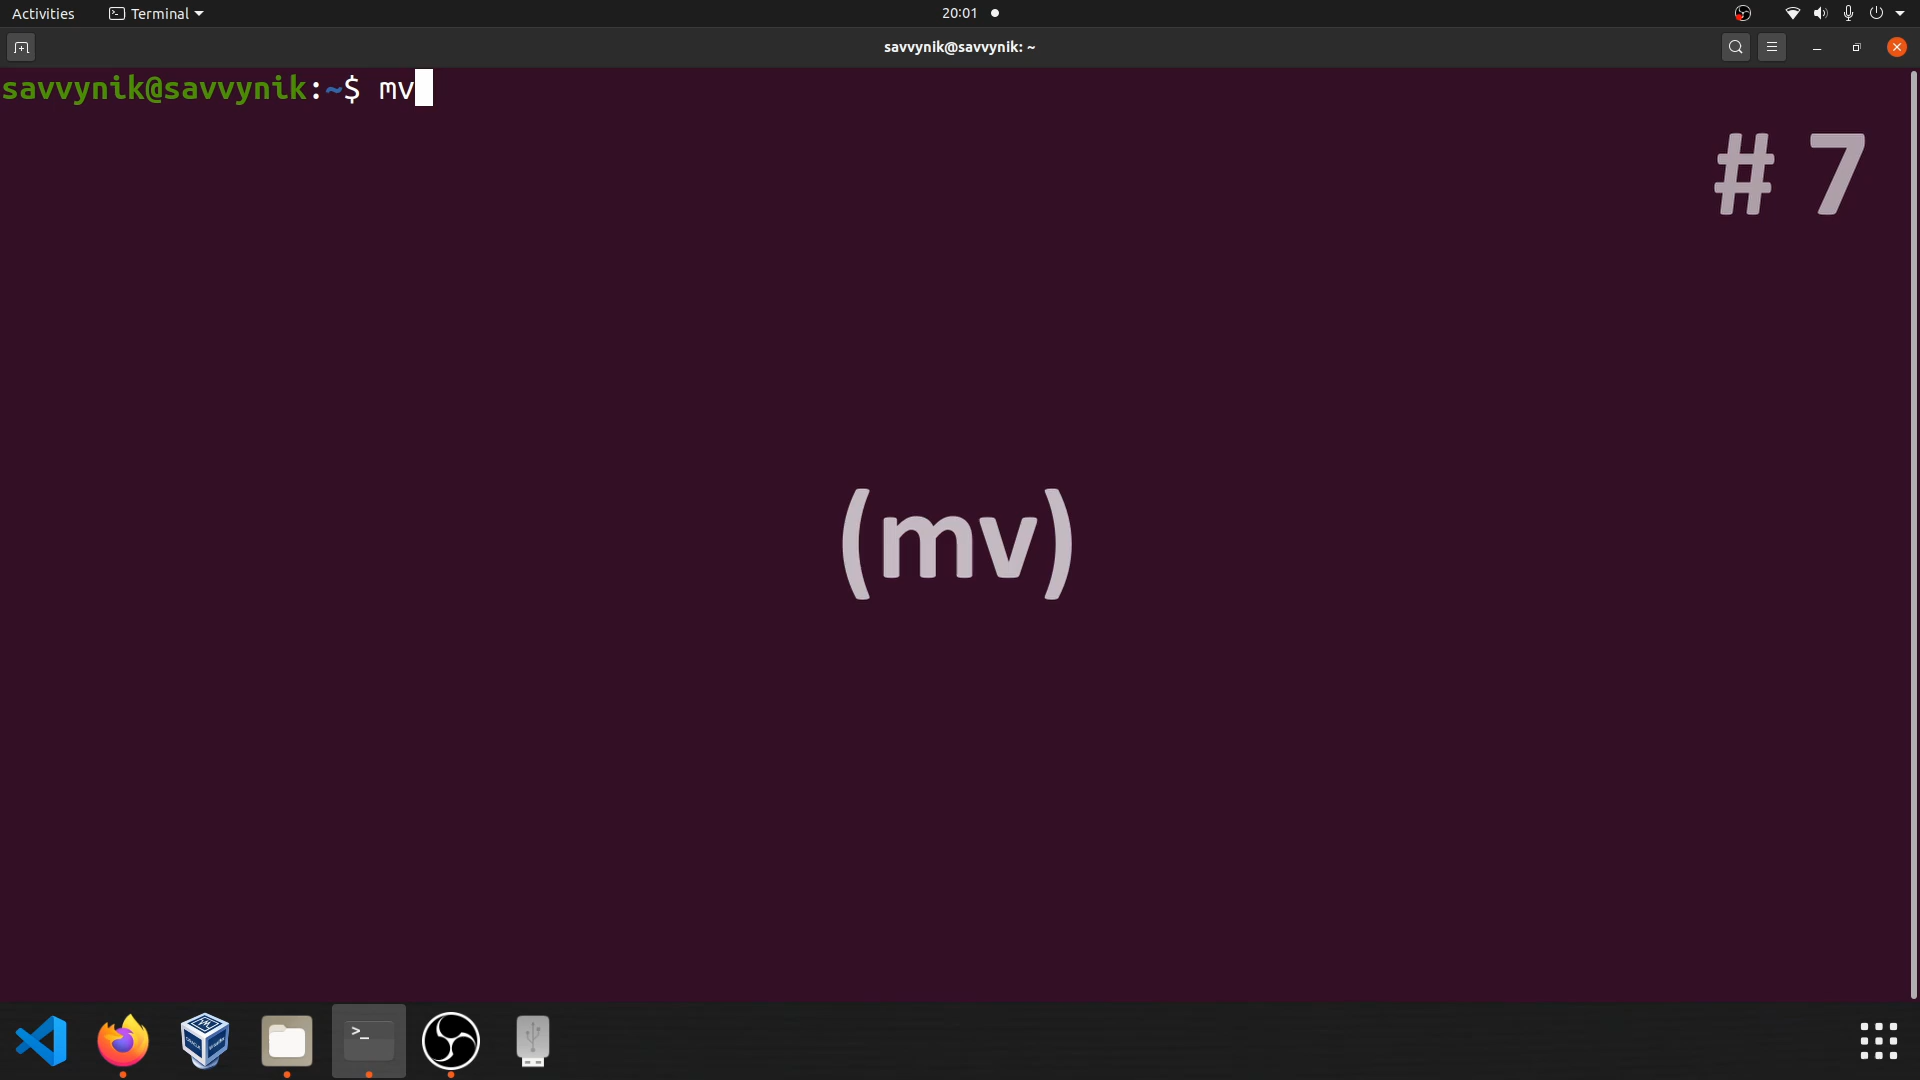 Activities Terminal 20:01
savvynik@savvynik: ~
savvynik@savvynik:~$ mv
# 7
(mv)
>_